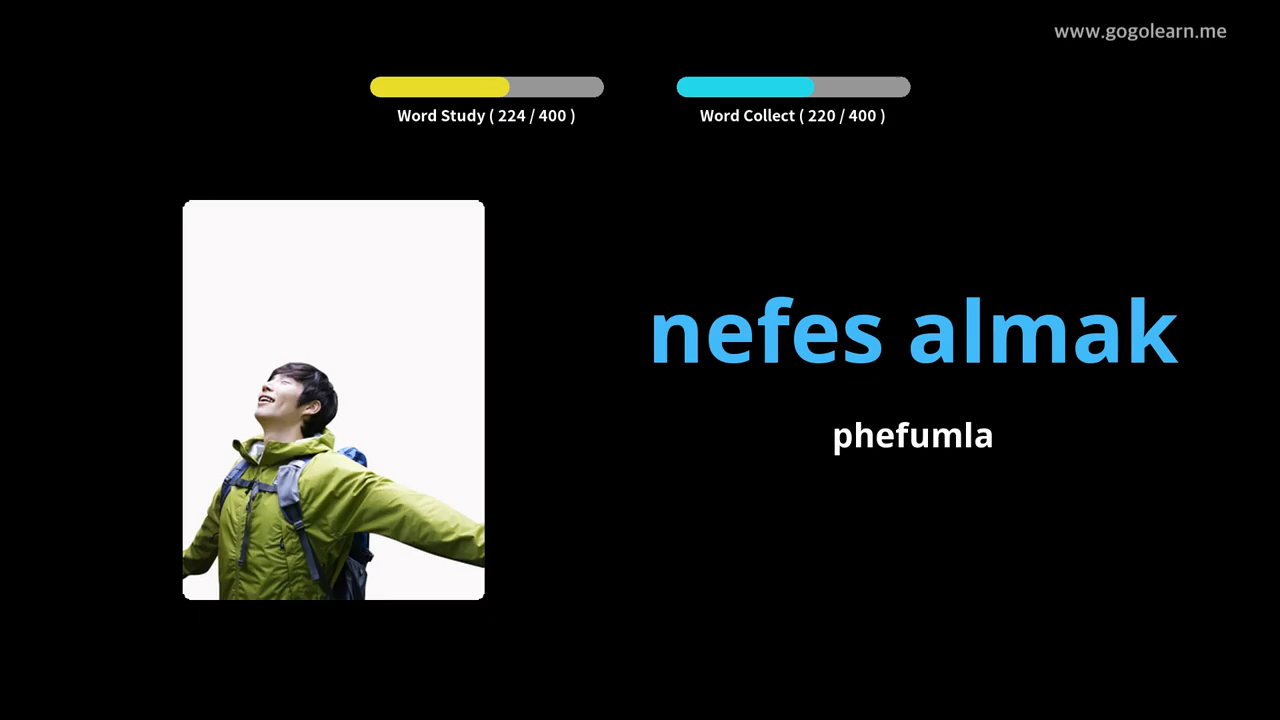 www.gogolearn.me
Word Study ( 224 / 400 )
Word Collect ( 220 / 400 )
nefes almak
phefumla